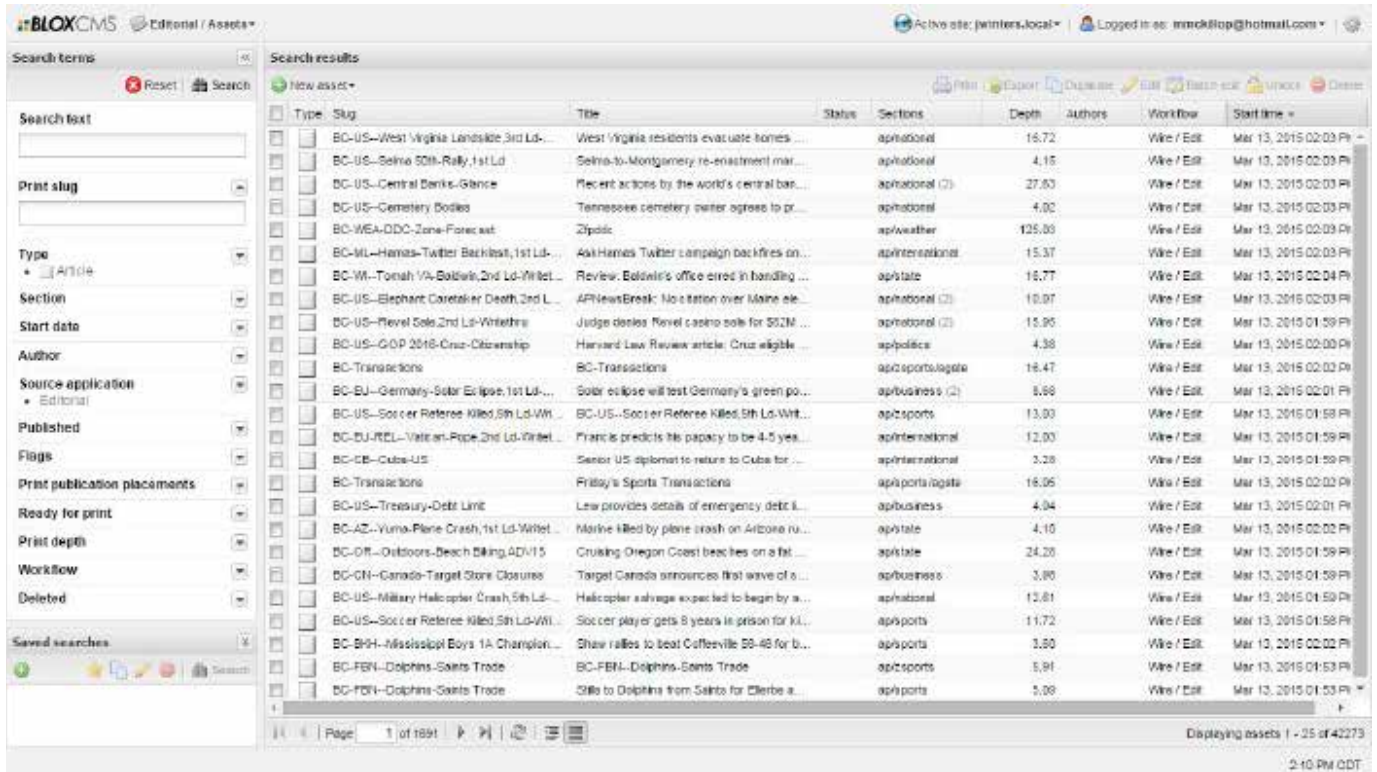 BLOXCMS Editorial / Assets
Active site: jwinters.local Logged in as: mmckillop@hotmail.com
Search terms
Reset Search
Search text
Print slug
Type
Article
Section
Start date
Author
Source application
Editorial
Published
Flags
Print publication placements
Ready for print
Print depth
Workflow
Deleted
Saved searches
Search
Search results
New asset Print Export Duplicate Edit Batch edit Unlock Delete
Type Slug Title Status Sections Depth Authors Workflow Start time
BC-US--West Virginia Landslide,3rd Ld-... West Virginia residents evacuate homes ... ap/national 16.72 Wire / Edit Mar 13, 2015 02:03 PM
BC-US--Selma 50th-Rally,1st Ld Selma-to-Montgomery re-enactment mar... ap/national 4.15 Wire / Edit Mar 13, 2015 02:03 PM
BC-US--Central Banks-Glance Recent actions by the world's central ban... ap/national (2) 27.63 Wire / Edit Mar 13, 2015 02:03 PM
BC-US--Cemetery Bodies Tennessee cemetery owner agrees to pr... ap/national 4.02 Wire / Edit Mar 13, 2015 02:03 PM
BC-WEA-DDC-Zone-Forecast Zfpddc ap/weather 125.03 Wire / Edit Mar 13, 2015 02:03 PM
BC-ML--Hamas-Twitter Backlash,1st Ld-... AskHamas Twitter campaign backfires on... ap/international 15.37 Wire / Edit Mar 13, 2015 02:03 PM
BC-WI--Tomah VA-Baldwin,2nd Ld-Writet... Review: Baldwin's office erred in handling ... ap/state 16.77 Wire / Edit Mar 13, 2015 02:04 PM
BC-US--Elephant Caretaker Death,2nd L... APNewsBreak: No citation over Maine ele... ap/national (2) 10.07 Wire / Edit Mar 13, 2015 02:03 PM
BC-US--Revel Sale,2nd Ld-Writethru Judge denies Revel casino sale for $82M ... ap/national (2) 15.95 Wire / Edit Mar 13, 2015 01:59 PM
BC-US--GOP 2016-Cruz-Citizenship Harvard Law Review article: Cruz eligible ... ap/politics 4.38 Wire / Edit Mar 13, 2015 02:00 PM
BC-Transactions BC-Transactions ap/zsports/agate 16.47 Wire / Edit Mar 13, 2015 02:02 PM
BC-EU--Germany-Solar Eclipse,1st Ld-... Solar eclipse will test Germany's green po... ap/business (2) Wire / Edit Mar 13, 2015 02:01 PM
BC-US--Soccer Referee Killed,5th Ld-Wri... BC-US--Soccer Referee Killed,5th Ld-Writ... ap/zsports 13.03 Wire / Edit Mar 13, 2015 01:58 PM
BC-EU-REL--Vatican-Pope,2nd Ld-Writet... Francis predicts his papacy to be 4-5 yea... ap/international 12.03 Wire / Edit Mar 13, 2015 01:59 PM
BC-CB--Cuba-US Senior US diplomat to return to Cuba for ... ap/international 3.28 Wire / Edit Mar 13, 2015 01:59 PM
BC-Transactions Friday's Sports Transactions ap/sports/agate 16.05 Wire / Edit Mar 13, 2015 02:02 PM
BC-US--Treasury-Debt Limit Lew provides details of emergency debt li... ap/business 4.94 Wire / Edit Mar 13, 2015 02:01 PM
BC-AZ--Yuma-Plane Crash,1st Ld-Writet... Marine killed by plane crash on Arizona ru... ap/state 4.10 Wire / Edit Mar 13, 2015 02:02 PM
BC-OR--Outdoors-Beach Biking,ADV15 Cruising Oregon Coast beaches on a fat ... ap/state 24.28 Wire / Edit Mar 13, 2015 01:59 PM
BC-CN--Canada-Target Store Closures Target Canada announces first wave of s... ap/business Wire / Edit Mar 13, 2015 01:59 PM
BC-US--Military Helicopter Crash,5th Ld-... Helicopter salvage expected to begin by a... ap/national 12.61 Wire / Edit Mar 13, 2015 01:59 PM
BC-US--Soccer Referee Killed,5th Ld-Wri... Soccer player gets 8 years in prison for ki... ap/sports 11.72 Wire / Edit Mar 13, 2015 01:58 PM
BC-BKH--Mississippi Boys 1A Champion... Shaw rallies to beat Coffeeville 59-48 for b... ap/sports Wire / Edit Mar 13, 2015 02:02 PM
BC-FBN--Dolphins-Saints Trade BC-FBN--Dolphins-Saints Trade ap/zsports 5.91 Wire / Edit Mar 13, 2015 01:53 PM
BC-FBN--Dolphins-Saints Trade Stills to Dolphins from Saints for Ellerbe a... ap/sports 5.09 Wire / Edit Mar 13, 2015 01:53 PM
Page 1 of 1691 Displaying assets 1 - 25 of 42273
2:10 PM CDT